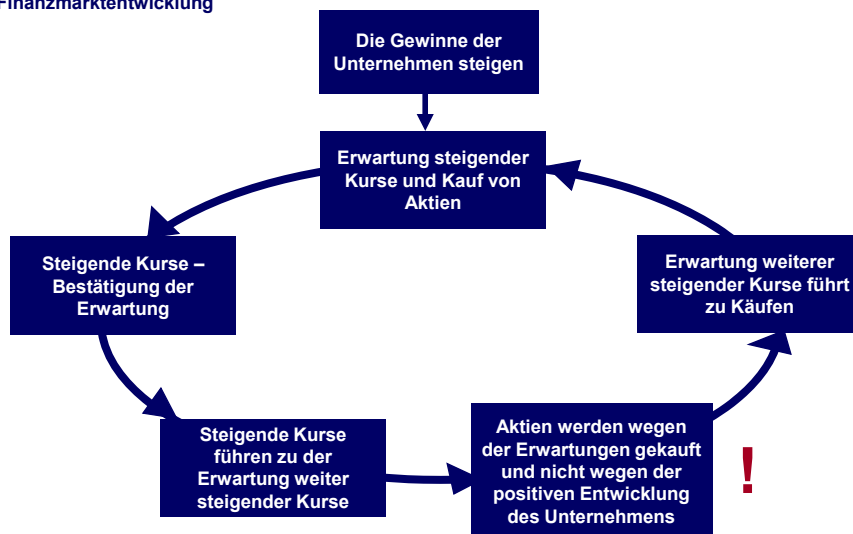 Finanzmarktentwicklung
Die Gewinne der
Unternehmen steigen
Erwartung steigender
Kurse und Kauf von
Aktien
Steigende Kurse –
Bestätigung der
Erwartung
Erwartung weiterer
steigender Kurse führt
zu Käufen
Steigende Kurse
führen zu der
Erwartung weiter
steigender Kurse
Aktien werden wegen
der Erwartungen gekauft
und nicht wegen der
positiven Entwicklung
des Unternehmens
!